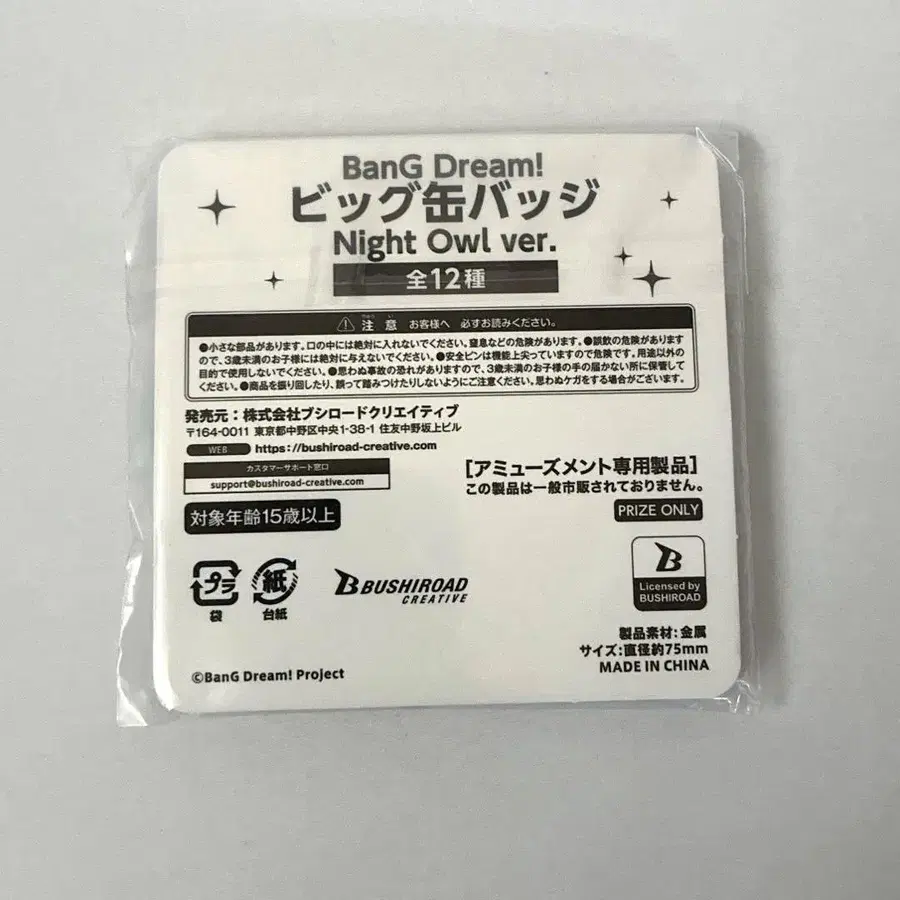 BanG Dream!
ビッグ缶バッジ
Night Owl ver.
全12種
注意 お客様へ 必ずお読みください。
●小さな部品があります。口の中には絶対に入れないでください。窒息などの危険があります。●誤飲の危険があります
ので、3歳未満のお子様には絶対に与えないでください。●安全ピンは機能上尖っていますので危険です。用途以外の
目的で使用しないでください。●思わぬ事故の恐れがありますので、3歳未満のお子様の手の届かない所に保管して
ください。●商品を振り回したり、誤って踏みつけたりしないようにご注意ください。思わぬケガをする場合がございます。
発売元：株式会社ブシロードクリエイティブ
〒164-0011 東京都中野区中央1-38-1 住友中野坂上ビル
WEB https://bushiroad-creative.com
カスタマーサポート窓口
support@bushiroad-creative.com
[アミューズメント専用製品]
この製品は一般市販されておりません。
対象年齢15歳以上
PRIZE ONLY
プラ
袋
紙
台紙
BUSHIROAD
CREATIVE
B
Licensed by
BUSHIROAD
製品素材:金属
サイズ:直径約75mm
MADE IN CHINA
©BanG Dream! Project